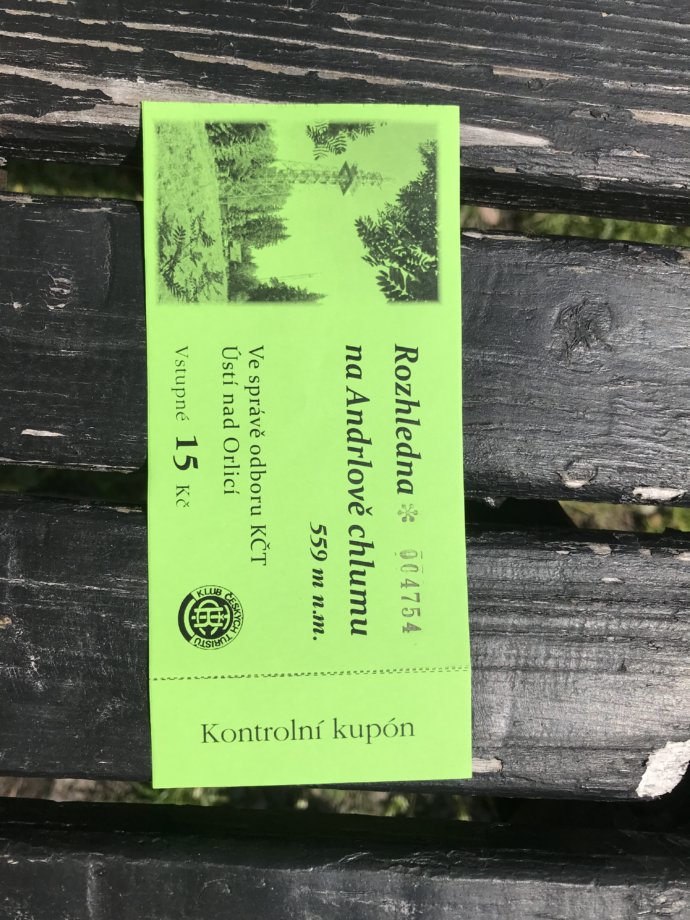 Rozhledna * 004754
na Andrlově chlumu
559 m n.m.
Ve správě odboru KČT
Ústí nad Orlicí
Vstupné 15 Kč
KLUB ČESKÝCH TURISTŮ
Kontrolní kupón